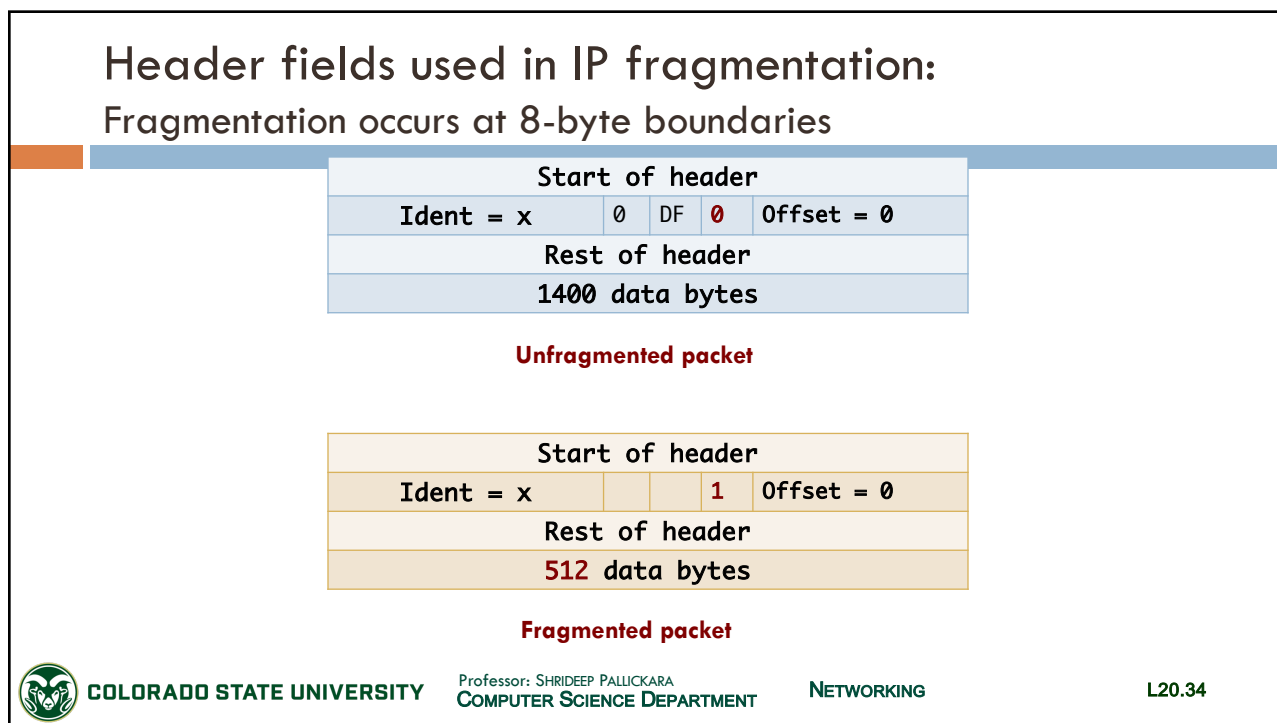 Header fields used in IP fragmentation:
Fragmentation occurs at 8-byte boundaries
Start of header
Ident = x 0 DF 0 Offset = 0
Rest of header
1400 data bytes
Unfragmented packet
Start of header
Ident = x 1 Offset = 0
Rest of header
512 data bytes
Fragmented packet
COLORADO STATE UNIVERSITY
Professor: SHRIDEEP PALLICKARA
COMPUTER SCIENCE DEPARTMENT
NETWORKING
L20.34